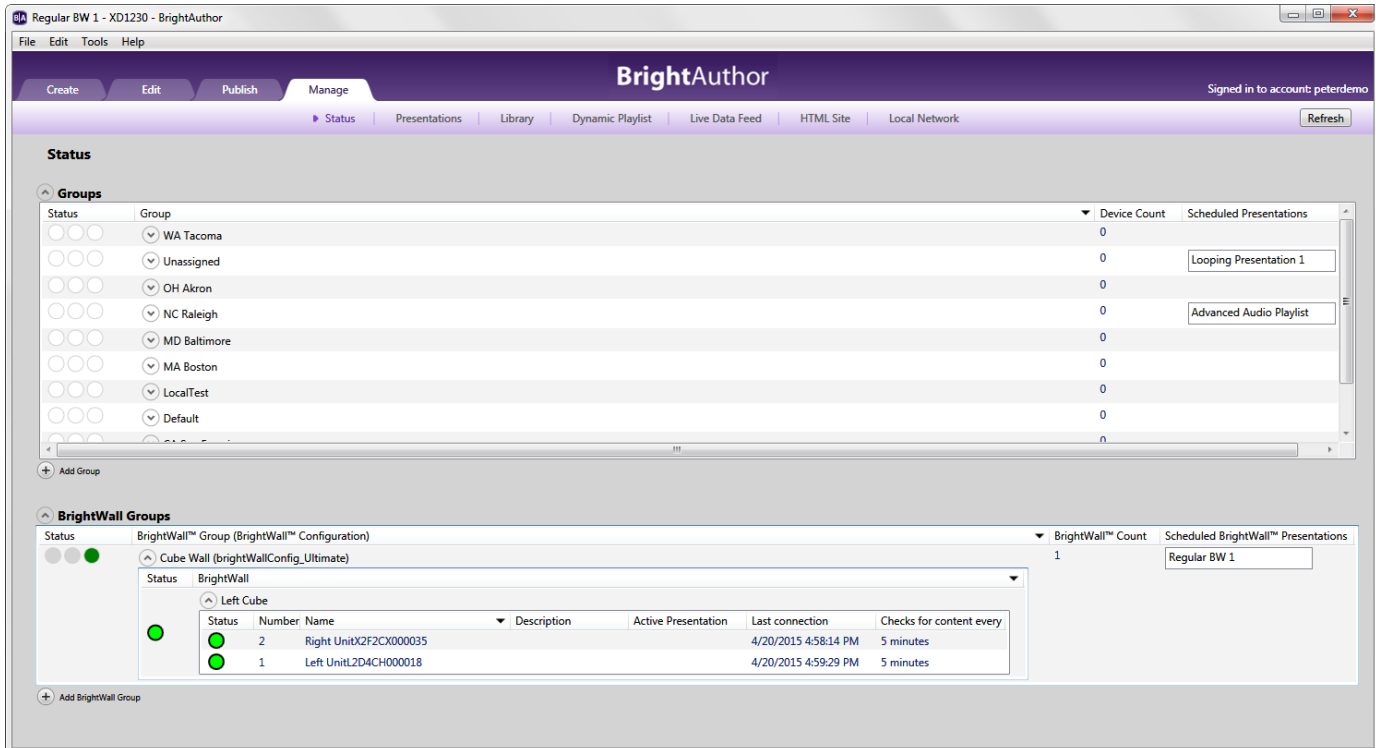 BA Regular BW 1 - XD1230 - BrightAuthor
File Edit Tools Help
BrightAuthor
Create Edit Publish Manage
Signed in to account: peterdemo
Status Presentations Library Dynamic Playlist Live Data Feed HTML Site Local Network Refresh
Status
Groups
Status Group Device Count Scheduled Presentations
WA Tacoma 0
Unassigned 0 Looping Presentation 1
OH Akron 0
NC Raleigh 0 Advanced Audio Playlist
MD Baltimore 0
MA Boston 0
LocalTest 0
Default 0
Add Group
BrightWall Groups
Status BrightWall™ Group (BrightWall™ Configuration) BrightWall™ Count Scheduled BrightWall™ Presentations
Cube Wall (brightWallConfig_Ultimate) 1 Regular BW 1
Status BrightWall
Left Cube
Status Number Name Description Active Presentation Last connection Checks for content every
2 Right UnitX2F2CX000035 4/20/2015 4:58:14 PM 5 minutes
1 Left UnitL2D4CH000018 4/20/2015 4:59:29 PM 5 minutes
Add BrightWall Group